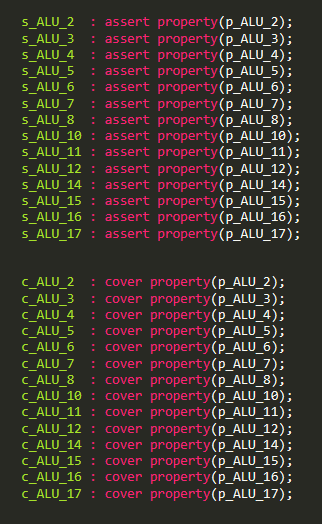 s_ALU_2  : assert property(p_ALU_2);
s_ALU_3  : assert property(p_ALU_3);
s_ALU_4  : assert property(p_ALU_4);
s_ALU_5  : assert property(p_ALU_5);
s_ALU_6  : assert property(p_ALU_6);
s_ALU_7  : assert property(p_ALU_7);
s_ALU_8  : assert property(p_ALU_8);
s_ALU_10 : assert property(p_ALU_10);
s_ALU_11 : assert property(p_ALU_11);
s_ALU_12 : assert property(p_ALU_12);
s_ALU_14 : assert property(p_ALU_14);
s_ALU_15 : assert property(p_ALU_15);
s_ALU_16 : assert property(p_ALU_16);
s_ALU_17 : assert property(p_ALU_17);
c_ALU_2  : cover property(p_ALU_2);
c_ALU_3  : cover property(p_ALU_3);
c_ALU_4  : cover property(p_ALU_4);
c_ALU_5  : cover property(p_ALU_5);
c_ALU_6  : cover property(p_ALU_6);
c_ALU_7  : cover property(p_ALU_7);
c_ALU_8  : cover property(p_ALU_8);
c_ALU_10 : cover property(p_ALU_10);
c_ALU_11 : cover property(p_ALU_11);
c_ALU_12 : cover property(p_ALU_12);
c_ALU_14 : cover property(p_ALU_14);
c_ALU_15 : cover property(p_ALU_15);
c_ALU_16 : cover property(p_ALU_16);
c_ALU_17 : cover property(p_ALU_17);